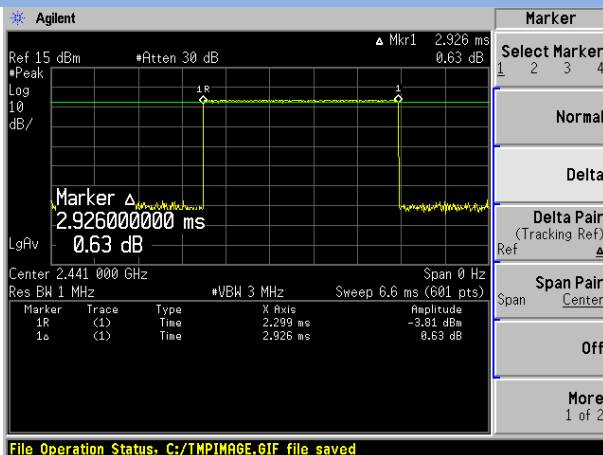 Agilent
Marker
▵ Mkr1 2.926 ms
Ref 15 dBm #Atten 30 dB 0.63 dB
#Peak
Log
10
dB/
1R 1
Marker ▵
2.926000000 ms
0.63 dB
LgAv
Center 2.441 000 GHz Span 0 Hz
Res BW 1 MHz #VBW 3 MHz Sweep 6.6 ms (601 pts)
Marker Trace Type X Axis Amplitude
1R (1) Time 2.299 ms -3.81 dBm
1▵ (1) Time 2.926 ms 0.63 dB
Select Marker
1 2 3 4
Normal
Delta
Delta Pair
(Tracking Ref)
Ref ▵
Span Pair
Span Center
Off
More
1 of 2
File Operation Status, C:/TMPIMAGE.GIF file saved